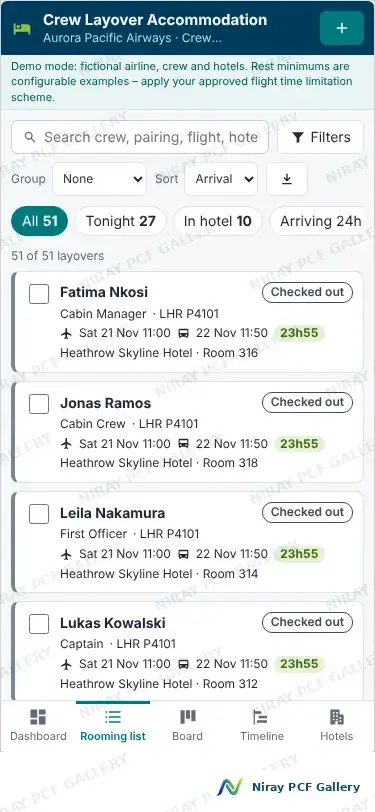 Crew Layover Accommodation
Aurora Pacific Airways · Crew...
Demo mode: fictional airline, crew and hotels. Rest minimums are
configurable examples – apply your approved flight time limitation
scheme.
Search crew, pairing, flight, hote
Filters
Group None Sort Arrival
All 51 Tonight 27 In hotel 10 Arriving 24h
51 of 51 layovers
Fatima Nkosi Checked out
Cabin Manager · LHR P4101
Sat 21 Nov 11:00 22 Nov 11:50 23h55
Heathrow Skyline Hotel · Room 316
Jonas Ramos Checked out
Cabin Crew · LHR P4101
Sat 21 Nov 11:00 22 Nov 11:50 23h55
Heathrow Skyline Hotel · Room 318
Leila Nakamura Checked out
First Officer · LHR P4101
Sat 21 Nov 11:00 22 Nov 11:50 23h55
Heathrow Skyline Hotel · Room 314
Lukas Kowalski Checked out
Captain · LHR P4101
Sat 21 Nov 11:00 22 Nov 11:50 23h55
Heathrow Skyline Hotel · Room 312
Dashboard Rooming list Board Timeline Hotels
Niray PCF Gallery
NIRAY PCF GALLERY